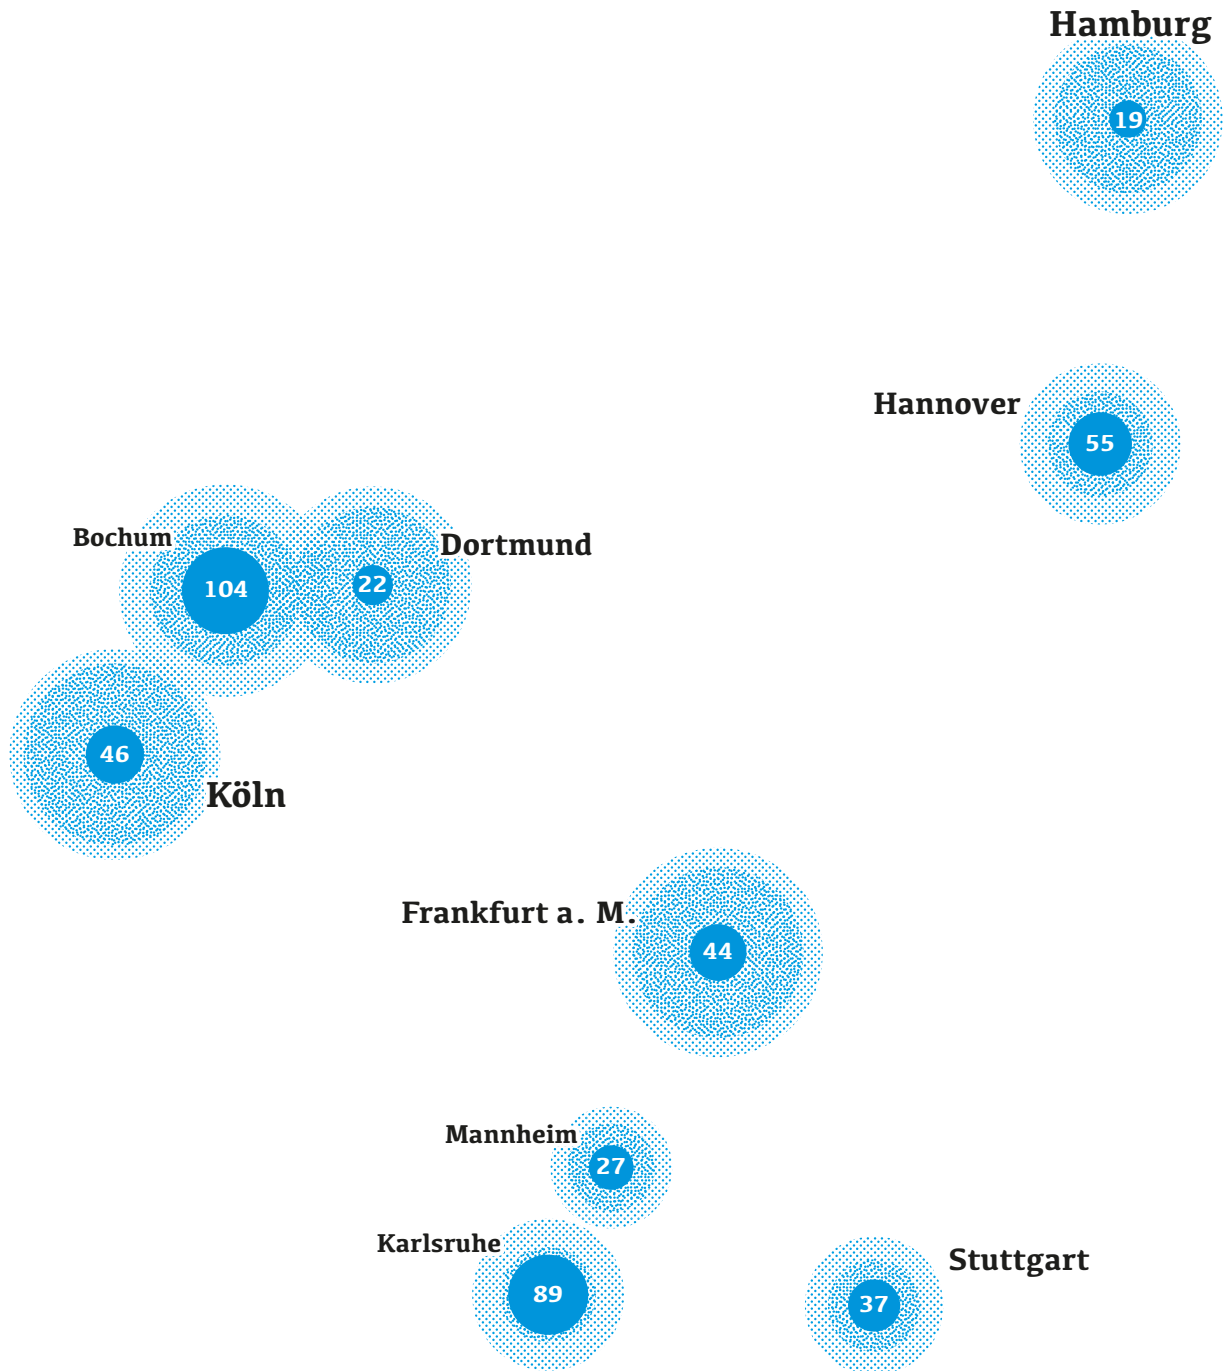 Hamburg
19
Hannover
55
Bochum
104
Dortmund
22
46
Köln
Frankfurt a. M.
44
Mannheim
27
Karlsruhe
89
Stuttgart
37